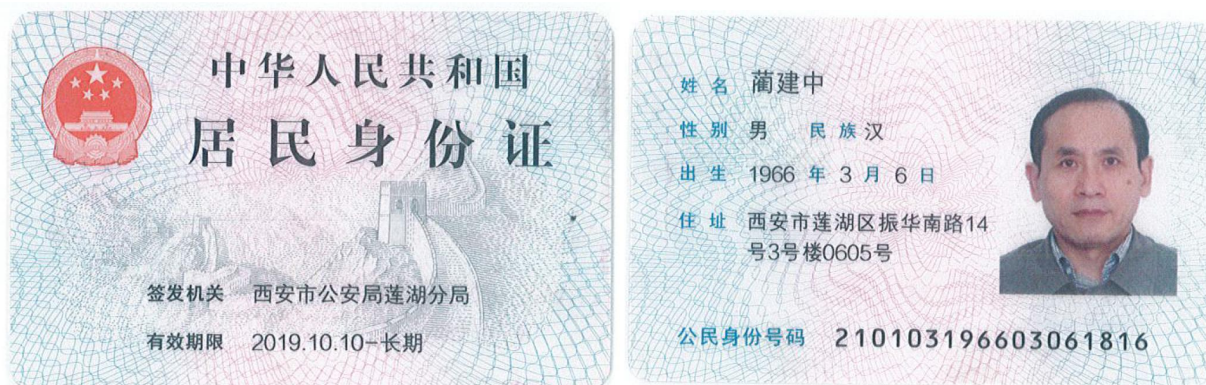 中华人民共和国
居民身份证
签发机关 西安市公安局莲湖分局
有效期限 2019.10.10-长期
姓名 蔺建中
性别 男 民族 汉
出生 1966 年 3 月 6 日
住址 西安市莲湖区振华南路14
号3号楼0605号
公民身份号码 210103196603061816